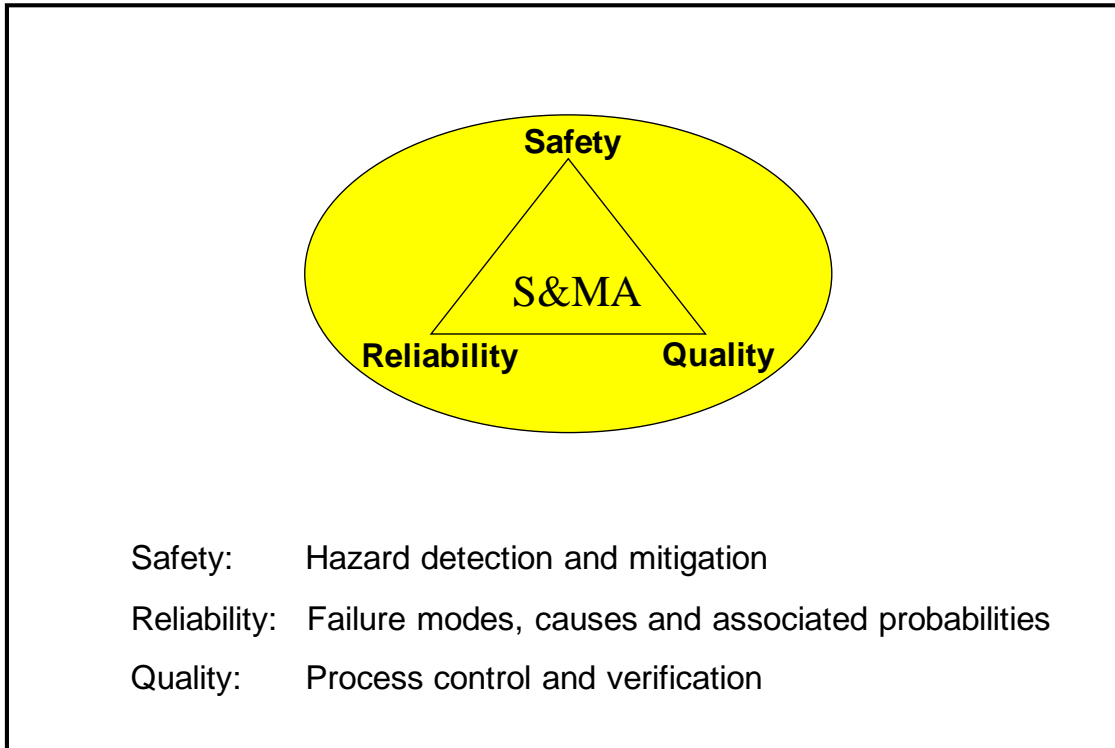 Safety
S&MA
Reliability Quality
Safety: Hazard detection and mitigation
Reliability: Failure modes, causes and associated probabilities
Quality: Process control and verification